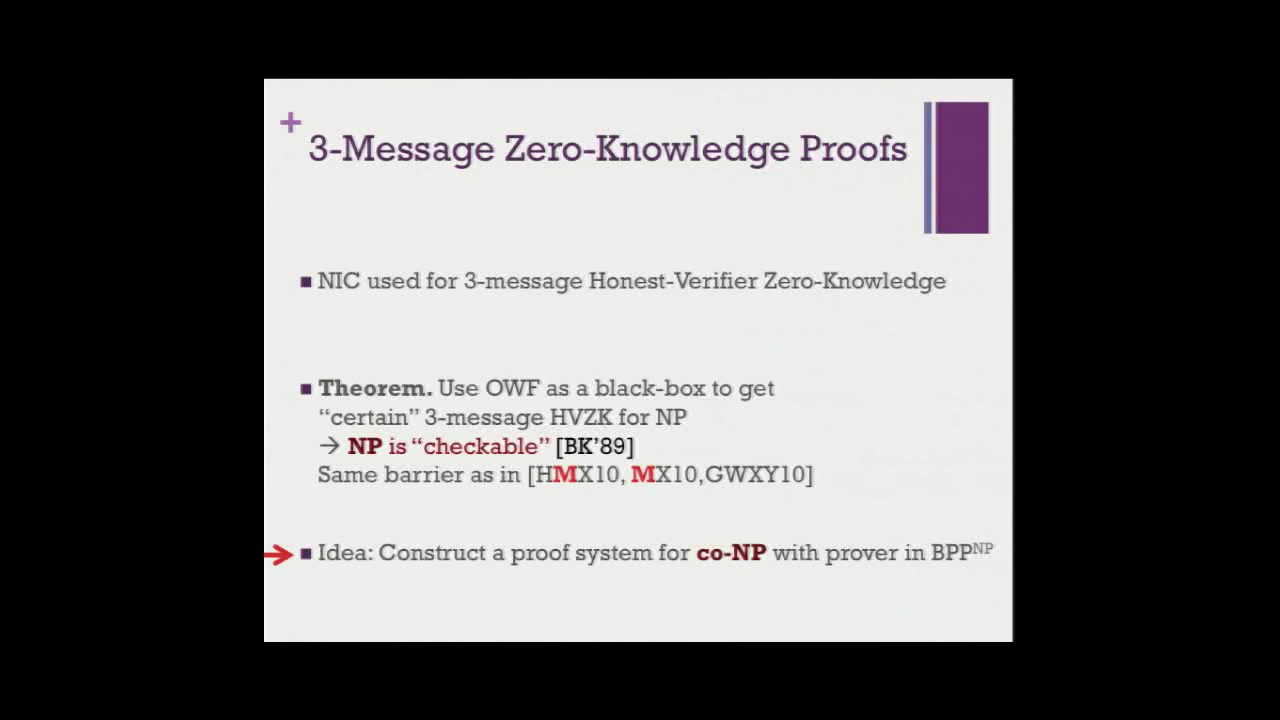 +
3-Message Zero-Knowledge Proofs
NIC used for 3-message Honest-Verifier Zero-Knowledge
Theorem. Use OWF as a black-box to get
“certain” 3-message HVZK for NP
→ NP is “checkable” [BK’89]
Same barrier as in [HMX10, MX10,GWXY10]
Idea: Construct a proof system for co-NP with prover in BPP^NP